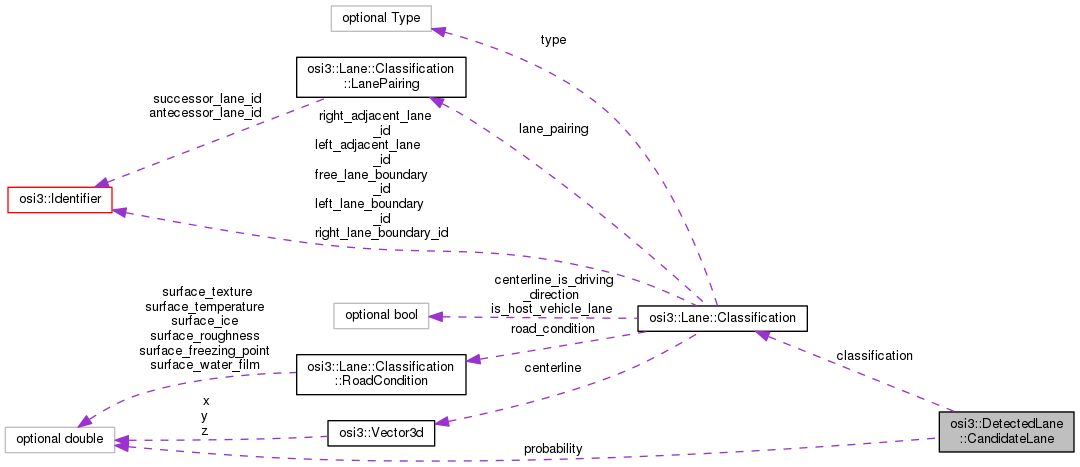 optional Type
type
osi3::Lane::Classification
::LanePairing
successor_lane_id
antecessor_lane_id
lane_pairing
right_adjacent_lane
_id
left_adjacent_lane
_id
free_lane_boundary
_id
left_lane_boundary
_id
right_lane_boundary_id
osi3::Identifier
centerline_is_driving
_direction
is_host_vehicle_lane
optional bool
osi3::Lane::Classification
road_condition
surface_texture
surface_temperature
surface_ice
surface_roughness
surface_freezing_point
surface_water_film
osi3::Lane::Classification
::RoadCondition
centerline
classification
x
y
z
osi3::Vector3d
optional double
osi3::DetectedLane
::CandidateLane
probability